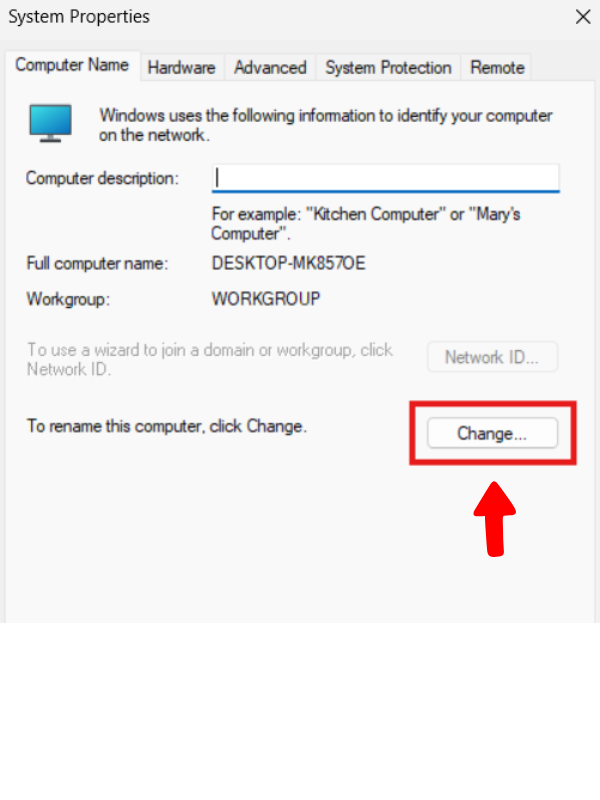 System Properties
Computer Name Hardware Advanced System Protection Remote
Windows uses the following information to identify your computer
on the network.
Computer description:
For example: "Kitchen Computer" or "Mary's
Computer".
Full computer name: DESKTOP-MK857OE
Workgroup: WORKGROUP
To use a wizard to join a domain or workgroup, click
Network ID.
Network ID...
To rename this computer, click Change.
Change...